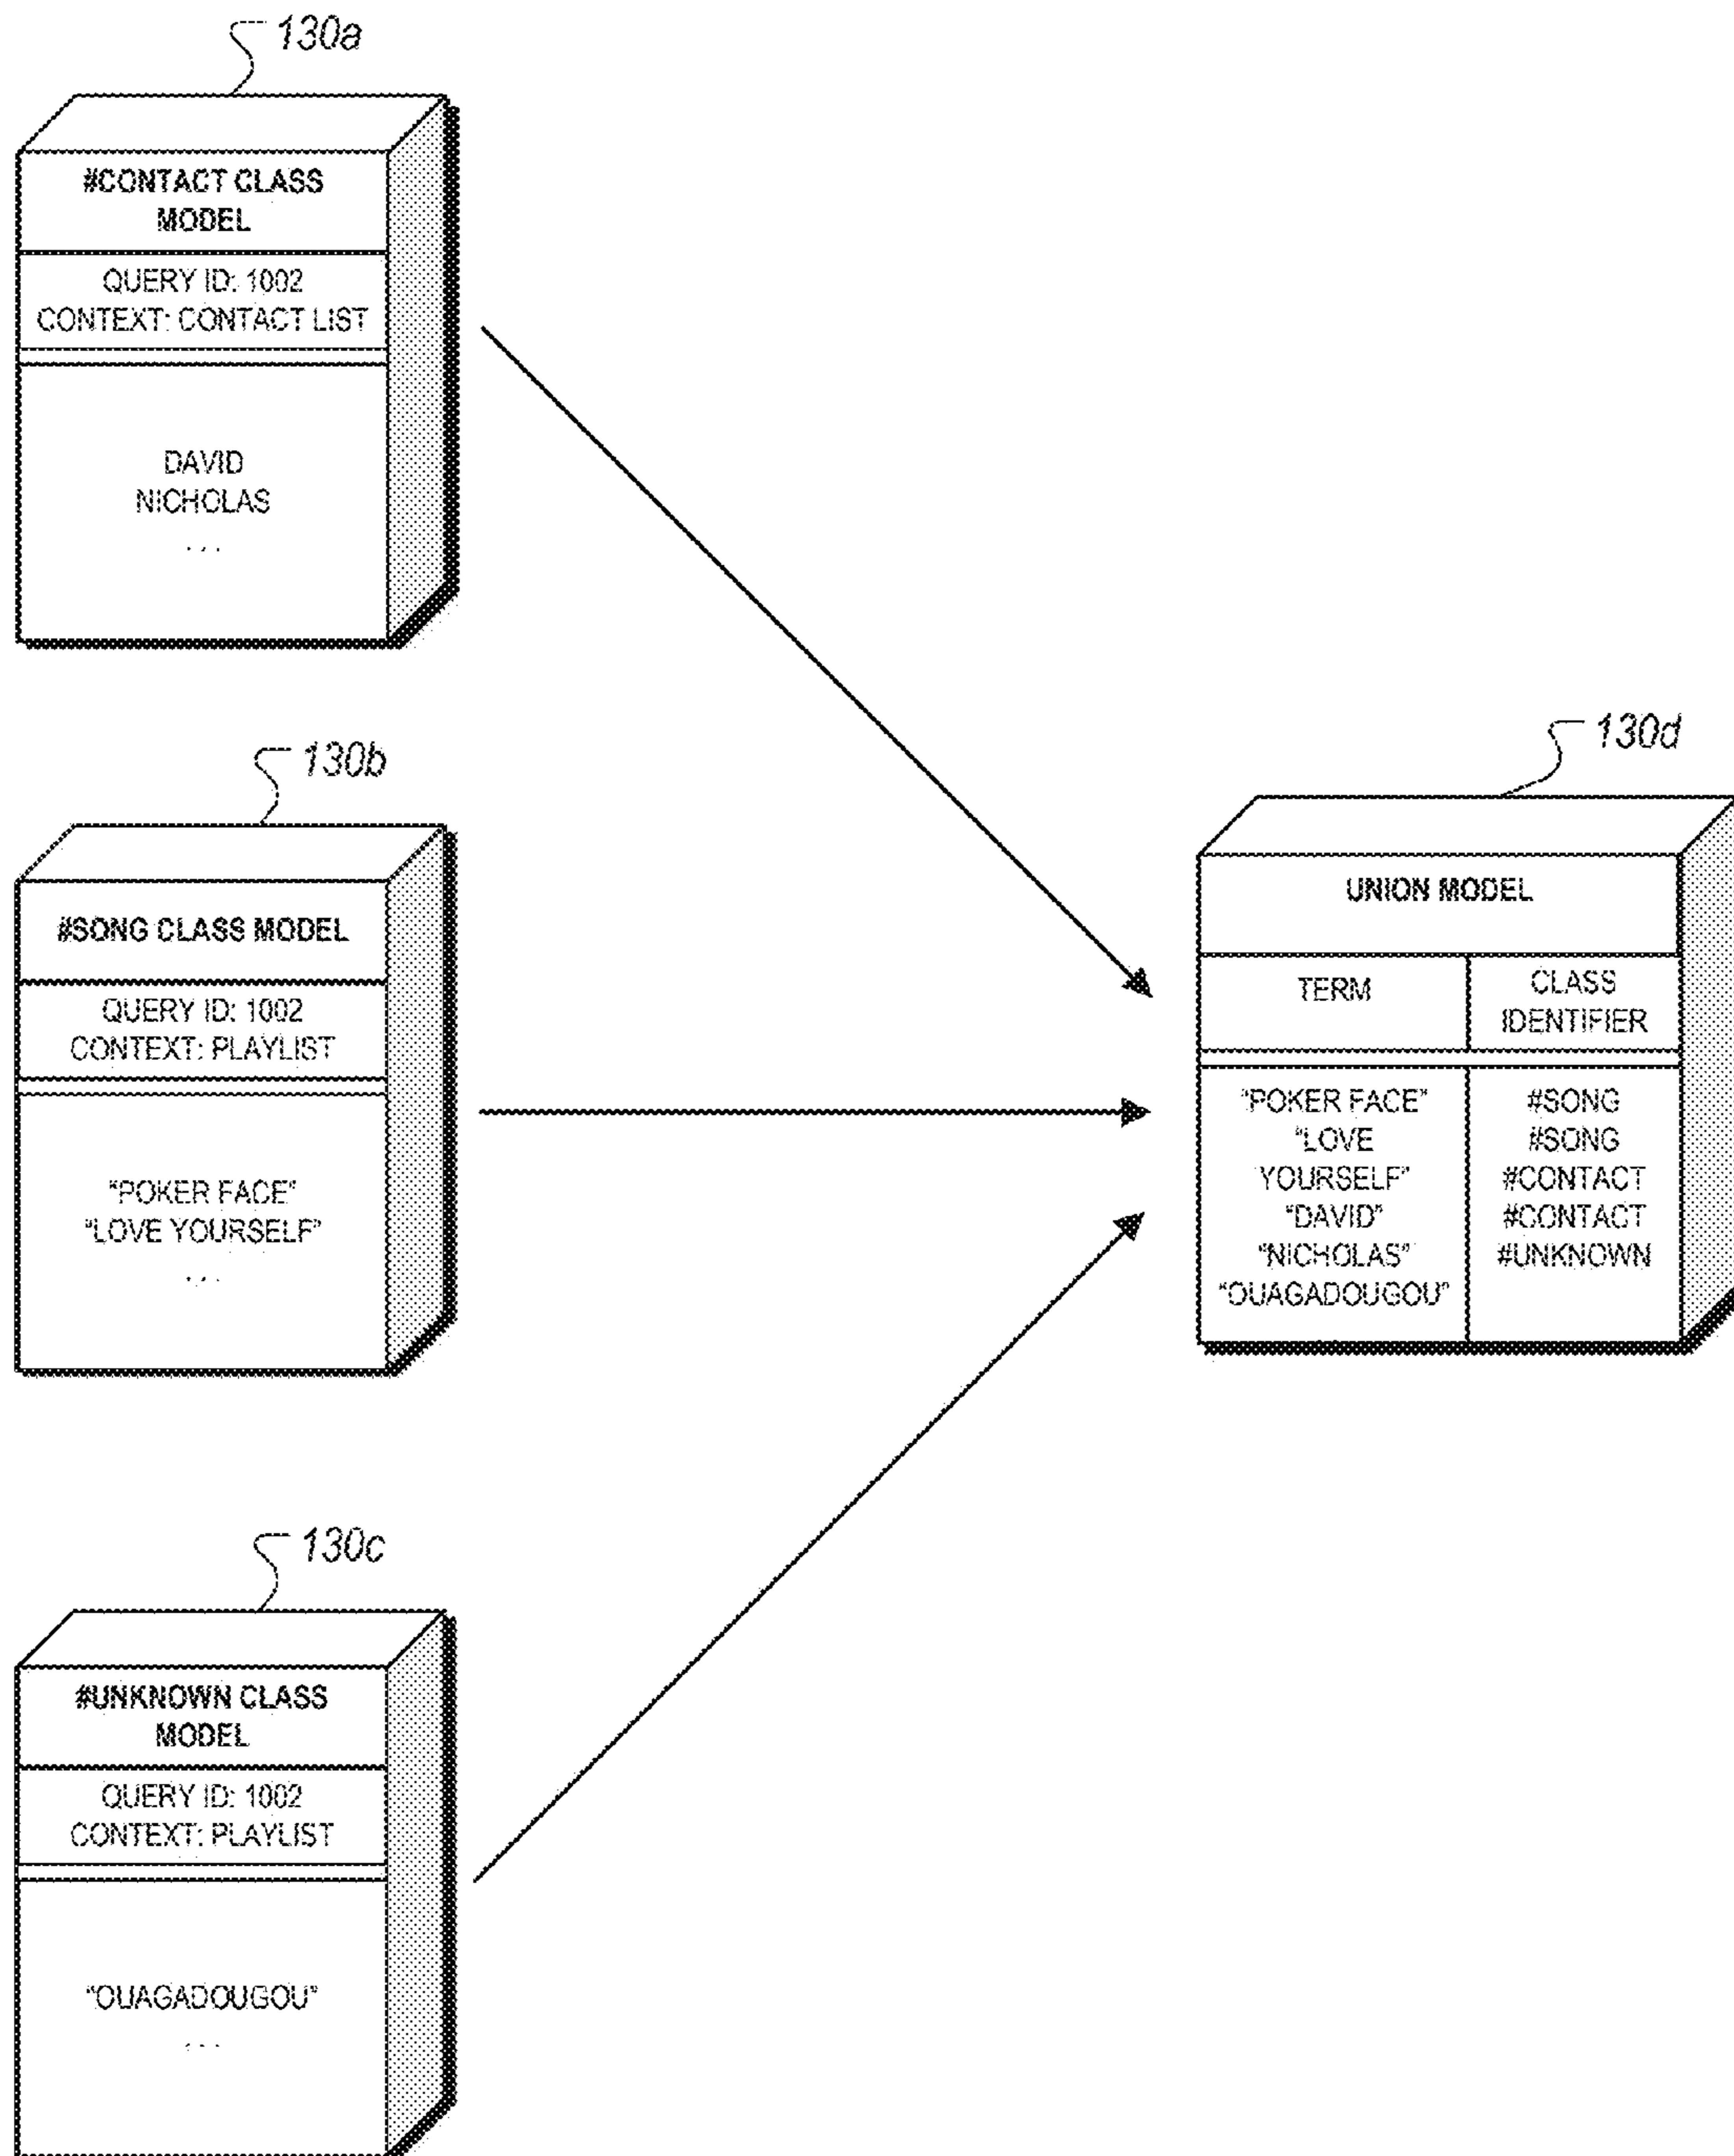 130a
#CONTACT CLASS
MODEL
QUERY ID: 1002
CONTEXT: CONTACT LIST
DAVID
NICHOLAS
...
130b
#SONG CLASS MODEL
QUERY ID: 1002
CONTEXT: PLAYLIST
"POKER FACE"
"LOVE YOURSELF"
...
130c
#UNKNOWN CLASS
MODEL
QUERY ID: 1002
CONTEXT: PLAYLIST
"OUAGADOUGOU"
...
130d
UNION MODEL
TERM
CLASS
IDENTIFIER
"POKER FACE"
"LOVE
YOURSELF"
"DAVID"
"NICHOLAS"
"OUAGADOUGOU"
#SONG
#SONG
#CONTACT
#CONTACT
#UNKNOWN